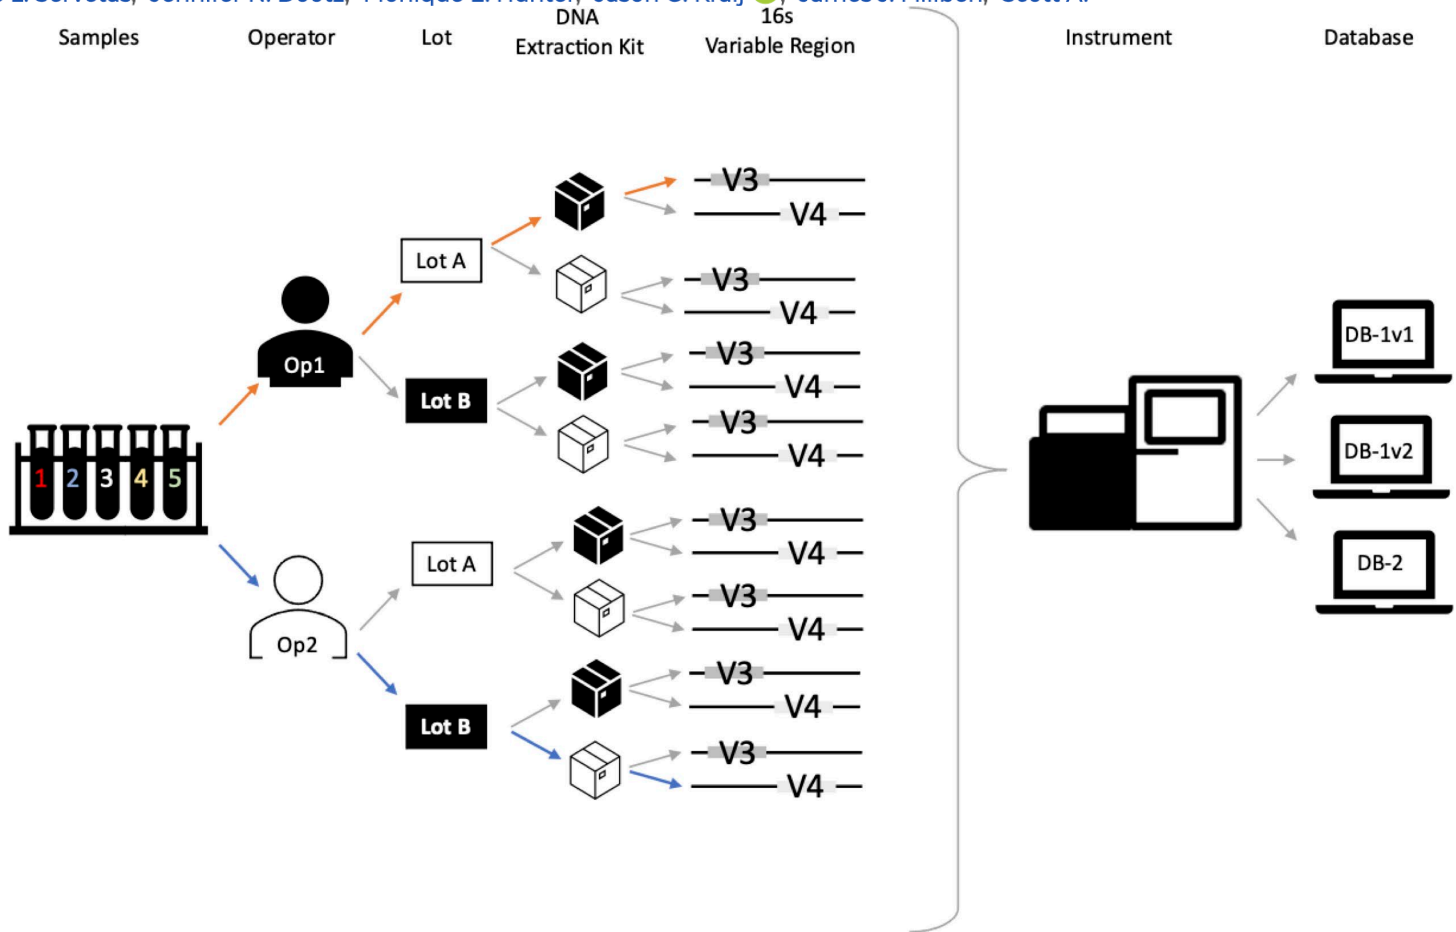 Samples
Operator
Lot
DNA
Extraction Kit
16s
Variable Region
Instrument
Database
V3
V4
Lot A
V3
V4
Op1
V3
V4
Lot B
V3
V4
1 2 3 4 5
V3
V4
Lot A
V3
V4
Op2
V3
V4
Lot B
V3
V4
DB-1v1
DB-1v2
DB-2